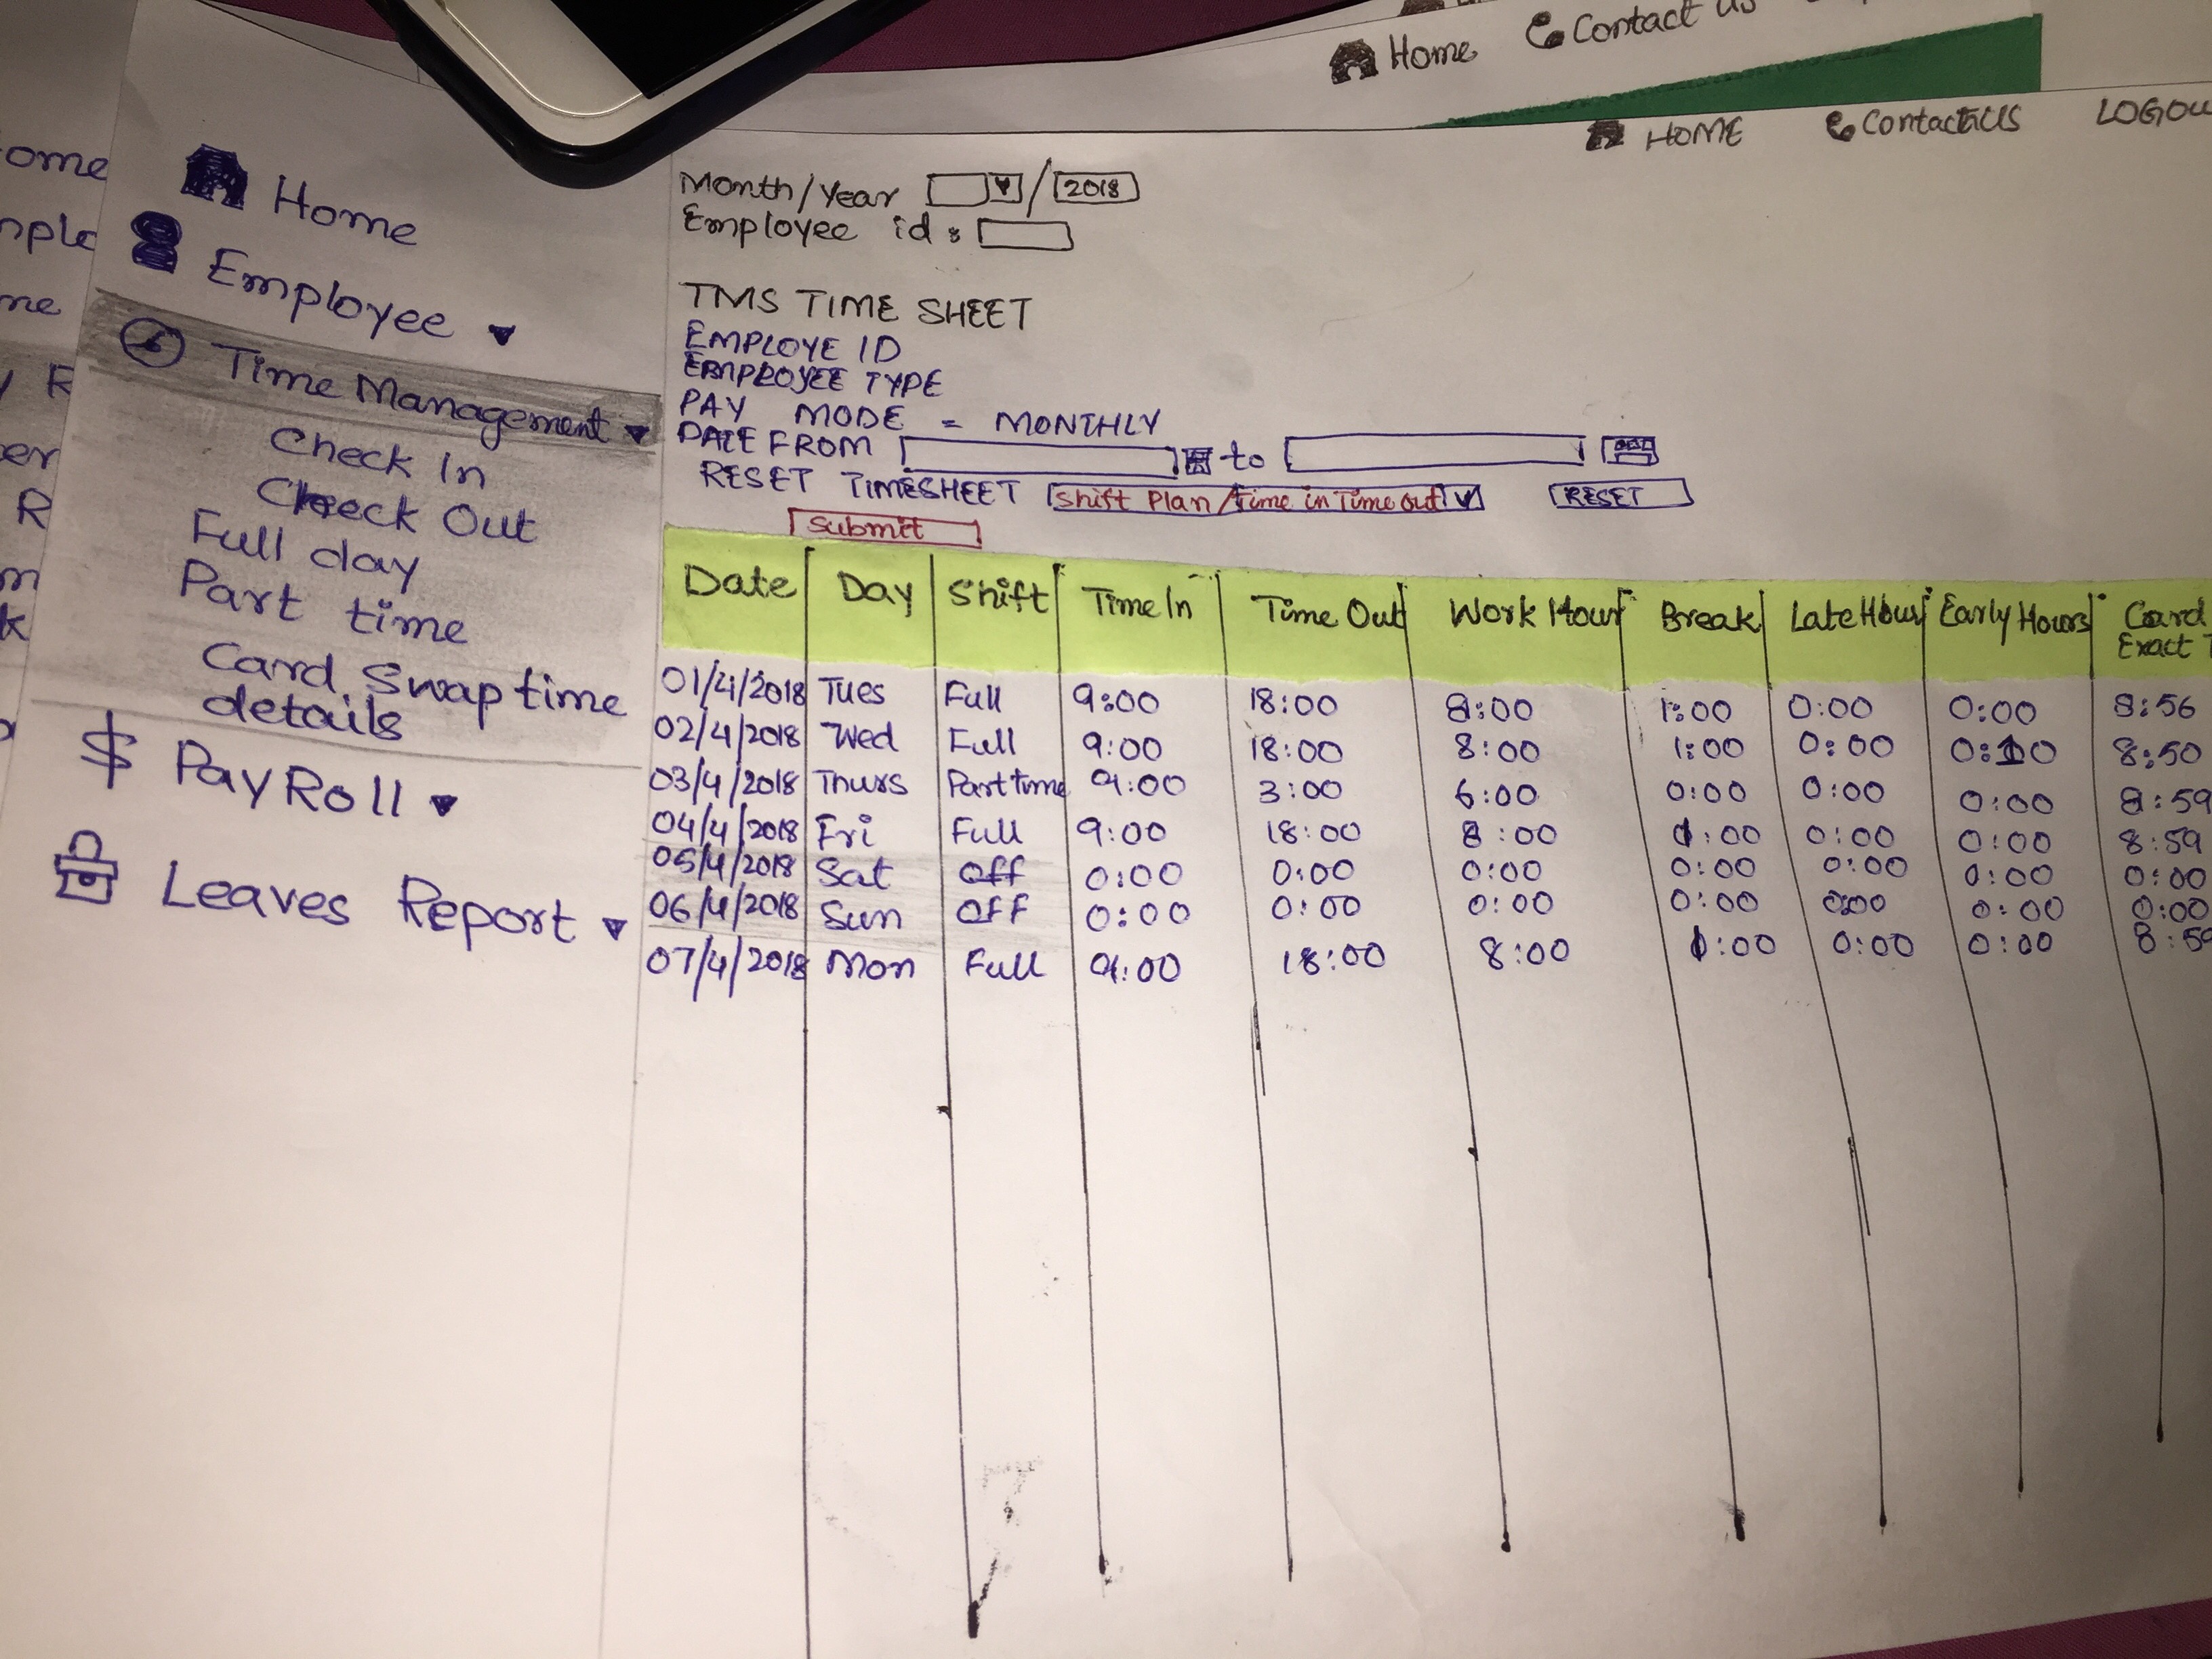 Home
Contact
HOME
Contact Us
Home
Employee ▼
Time Management ▼
Check In
Check Out
Full day
Part time
Card Swap time
details
$ PayRoll ▼
Leaves Report ▼
Month/Year ▼ / 2018
Employee id :
TMS TIME SHEET
EMPLOYE ID
EMPLOYEE TYPE
PAY MODE = MONTHLY
DATE FROM to
RESET TIMESHEET Shift Plan/Time in Time out V RESET
Submit
Date Day Shift Time In Time Out Work Hour Break Late Hour Early Hours Card
Exact
01/4/2018 Tues Full 9:00 18:00 8:00 1:00 0:00 0:00 8:56
02/4/2018 Wed Full 9:00 18:00 8:00 1:00 0:00 0:10 8:50
03/4/2018 Thurs Part time 9:00 3:00 6:00 0:00 0:00 0:00 8:59
04/4/2018 Fri Full 9:00 18:00 8:00 1:00 0:00 0:00 8:59
05/4/2018 Sat Off 0:00 0:00 0:00 0:00 0:00 0:00 0:00
06/4/2018 Sun Off 0:00 0:00 0:00 0:00 0:00 0:00 0:00
07/4/2018 Mon Full 9:00 18:00 8:00 1:00 0:00 0:00